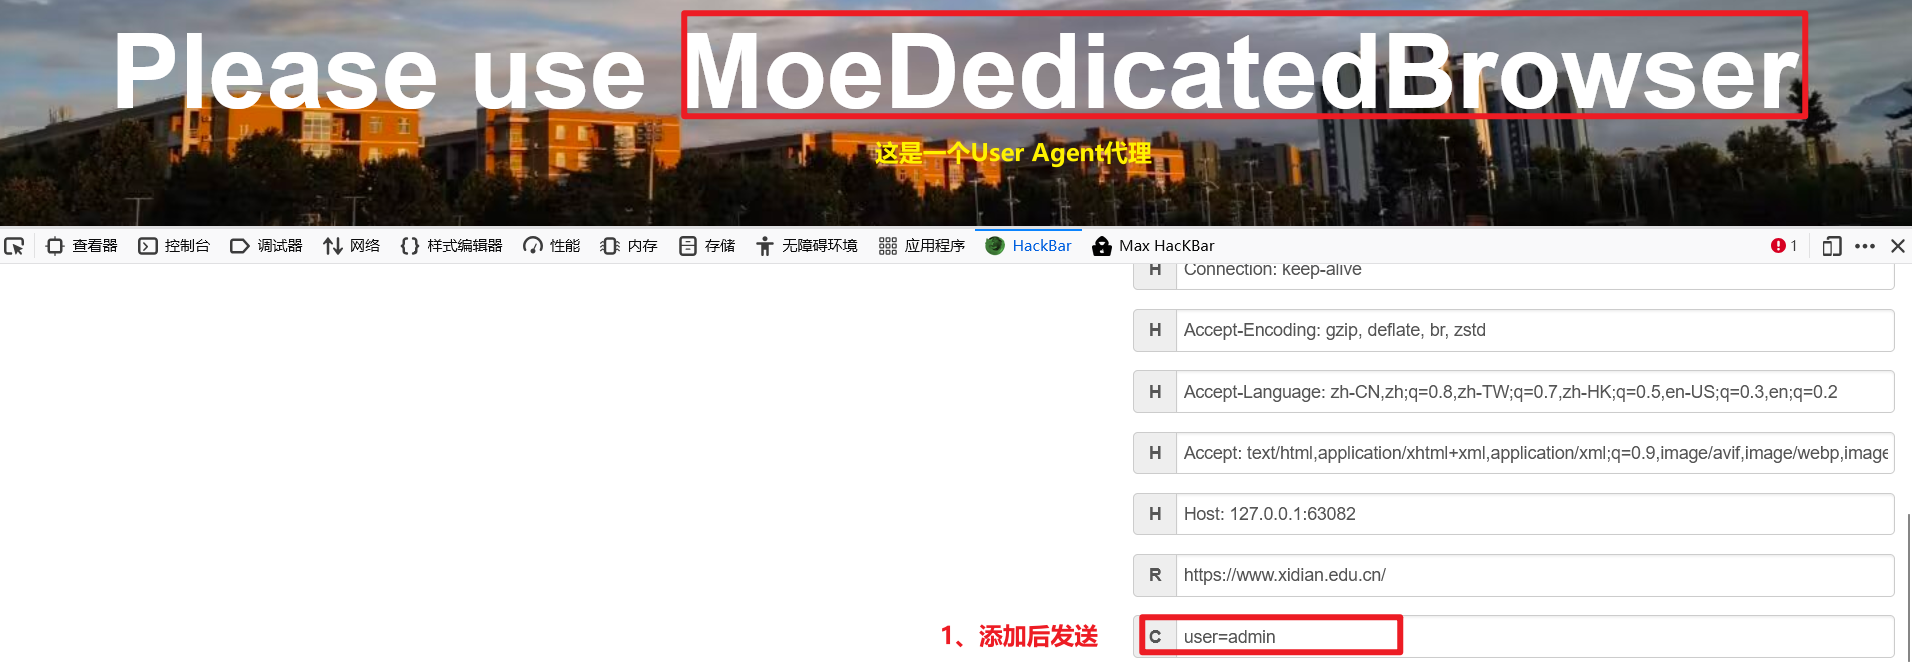 Please use MoeDedicatedBrowser
这是一个User Agent代理
查看器 控制台 调试器 网络 样式编辑器 性能 内存 存储 无障碍环境 应用程序 HackBar Max HacKBar 1
H Connection: keep-alive
H Accept-Encoding: gzip, deflate, br, zstd
H Accept-Language: zh-CN,zh;q=0.8,zh-TW;q=0.7,zh-HK;q=0.5,en-US;q=0.3,en;q=0.2
H Accept: text/html,application/xhtml+xml,application/xml;q=0.9,image/avif,image/webp,image
H Host: 127.0.0.1:63082
R https://www.xidian.edu.cn/
1、添加后发送 C user=admin